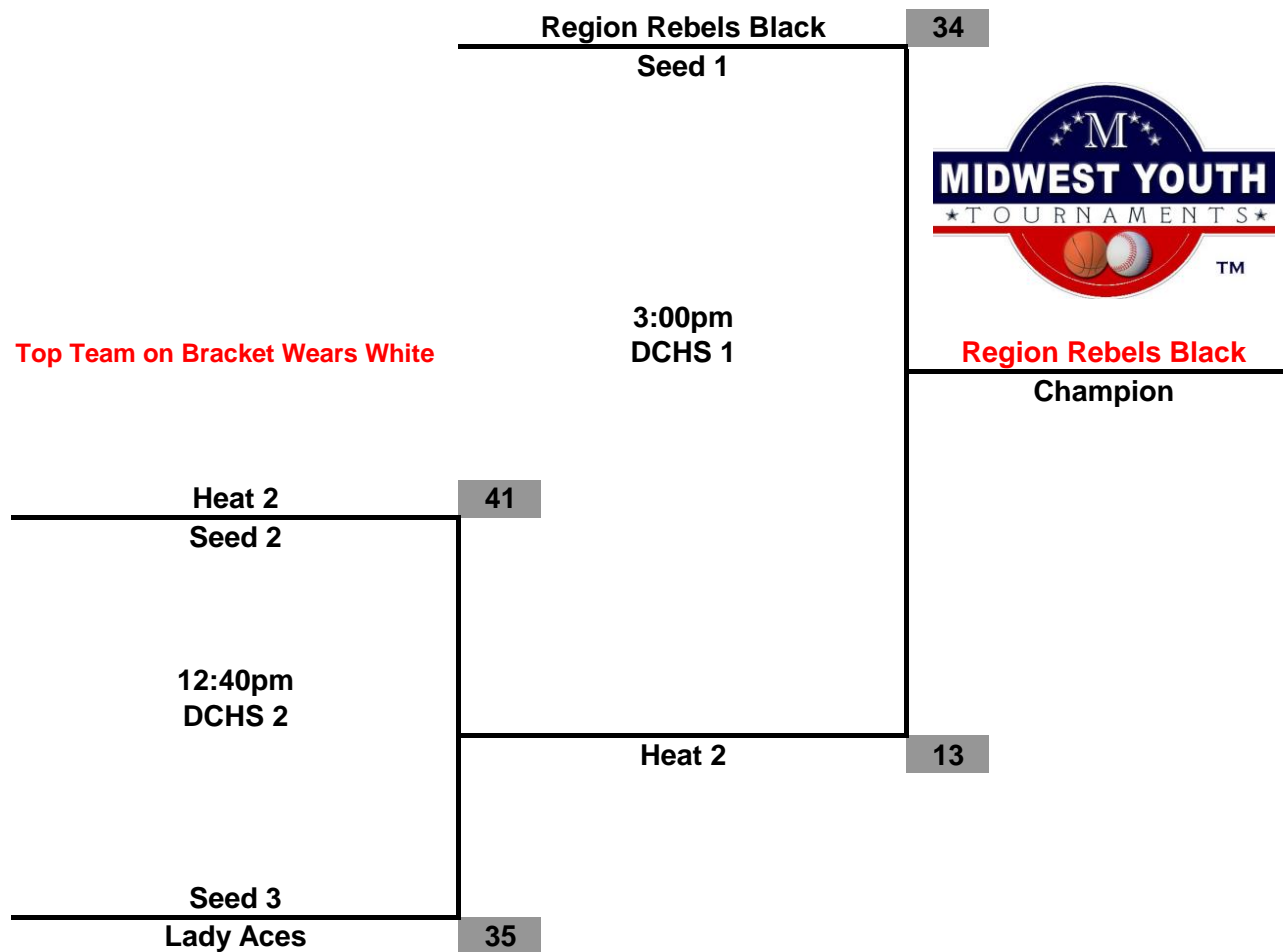 Region Rebels Black 34
Seed 1
M
MIDWEST YOUTH
TOURNAMENTS
TM
3:00pm
DCHS 1
Top Team on Bracket Wears White
Region Rebels Black
Champion
Heat 2 41
Seed 2
12:40pm
DCHS 2
Heat 2 13
Seed 3
Lady Aces 35